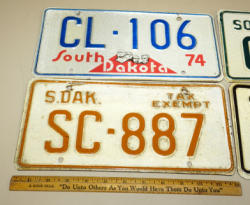 CL-106
South Dakota 74
S.DAK. A TAX EXEMPT
SC-887
"Do Unto Others As You Would Have Them Do Unto You"